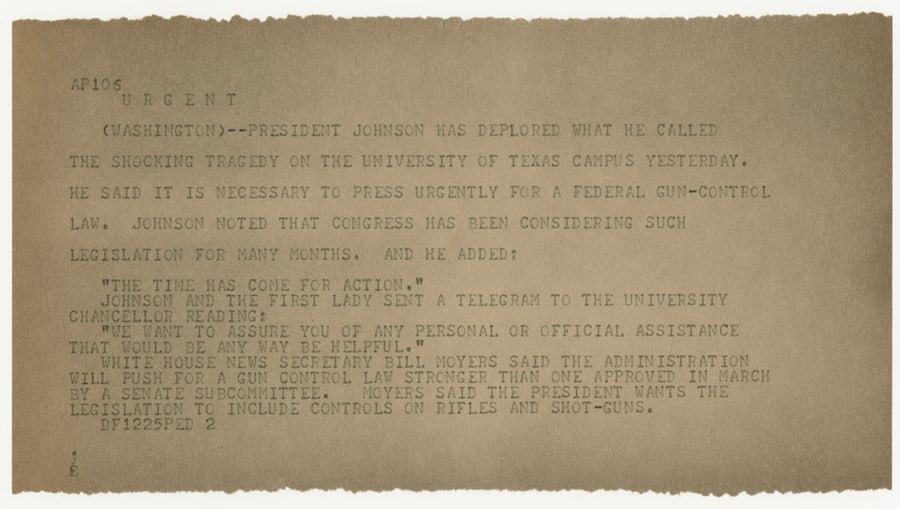 AP106
U R G E N T
(WASHINGTON)--PRESIDENT JOHNSON HAS DEPLORED WHAT HE CALLED
THE SHOCKING TRAGEDY ON THE UNIVERSITY OF TEXAS CAMPUS YESTERDAY.
HE SAID IT IS NECESSARY TO PRESS URGENTLY FOR A FEDERAL GUN-CONTROL
LAW. JOHNSON NOTED THAT CONGRESS HAS BEEN CONSIDERING SUCH
LEGISLATION FOR MANY MONTHS. AND HE ADDED:
"THE TIME HAS COME FOR ACTION."
JOHNSON AND THE FIRST LADY SENT A TELEGRAM TO THE UNIVERSITY
CHANCELLOR READING:
"WE WANT TO ASSURE YOU OF ANY PERSONAL OR OFFICIAL ASSISTANCE
THAT WOULD BE ANY WAY BE HELPFUL."
WHITE HOUSE NEWS SECRETARY BILL MOYERS SAID THE ADMINISTRATION
WILL PUSH FOR A GUN CONTROL LAW STRONGER THAN ONE APPROVED IN MARCH
BY A SENATE SUBCOMMITTEE. MOYERS SAID THE PRESIDENT WANTS THE
LEGISLATION TO INCLUDE CONTROLS ON RIFLES AND SHOT-GUNS.
DF1225PED 2